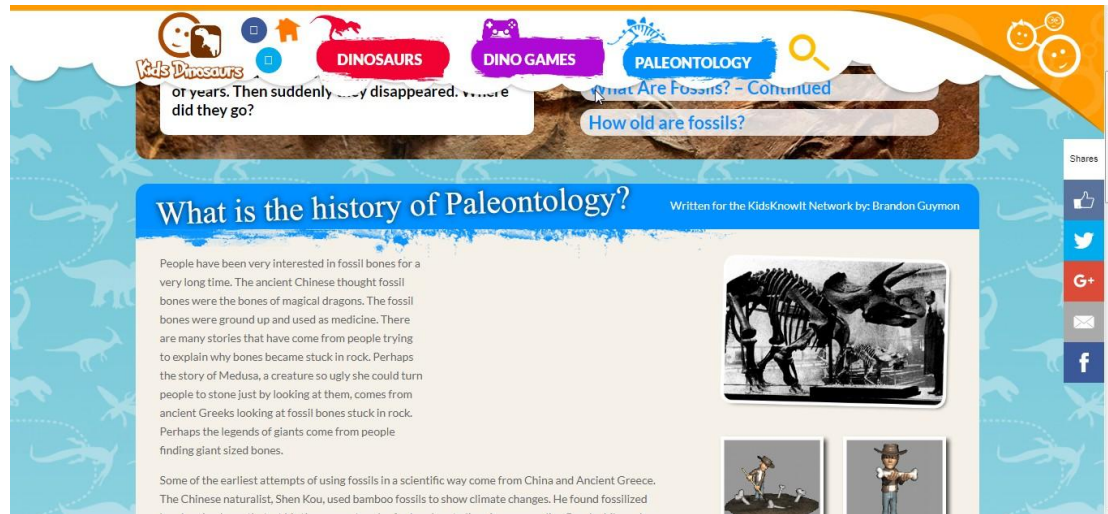 Kids Dinosaurs
DINOSAURS
DINO GAMES
PALEONTOLOGY
of years. Then suddenly they disappeared. Where
did they go?
What Are Fossils? – Continued
How old are fossils?
Shares
G+
f
What is the history of Paleontology?
Written for the KidsKnowIt Network by: Brandon Guymon
People have been very interested in fossil bones for a
very long time. The ancient Chinese thought fossil
bones were the bones of magical dragons. The fossil
bones were ground up and used as medicine. There
are many stories that have come from people trying
to explain why bones became stuck in rock. Perhaps
the story of Medusa, a creature so ugly she could turn
people to stone just by looking at them, comes from
ancient Greeks looking at fossil bones stuck in rock.
Perhaps the legends of giants come from people
finding giant sized bones.
Some of the earliest attempts of using fossils in a scientific way come from China and Ancient Greece.
The Chinese naturalist, Shen Kou, used bamboo fossils to show climate changes. He found fossilized